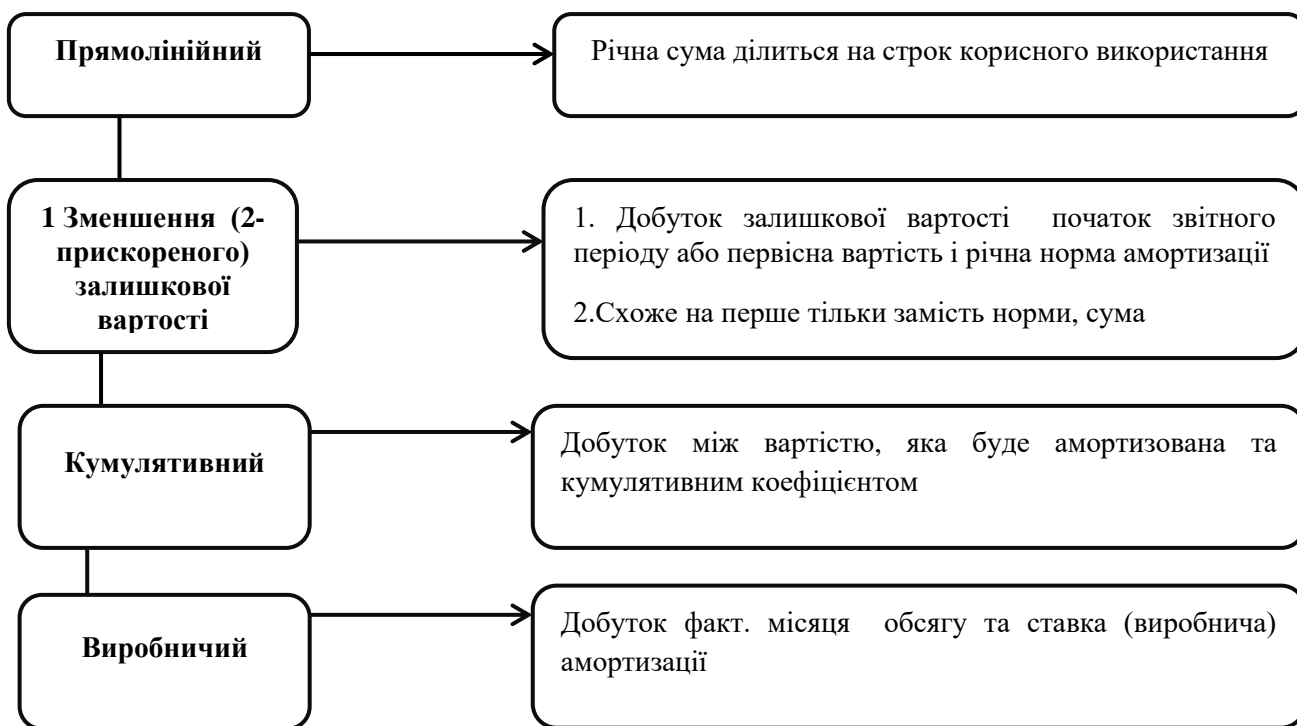 Прямолінійний
Річна сума ділиться на строк корисного використання
1 Зменшення (2-
прискореного)
залишкової
вартості
1. Добуток залишкової вартості початок звітного
періоду або первісна вартість і річна норма амортизації
2.Схоже на перше тільки замість норми, сума
Кумулятивний
Добуток між вартістю, яка буде амортизована та
кумулятивним коефіцієнтом
Виробничий
Добуток факт. місяця обсягу та ставка (виробнича)
амортизації